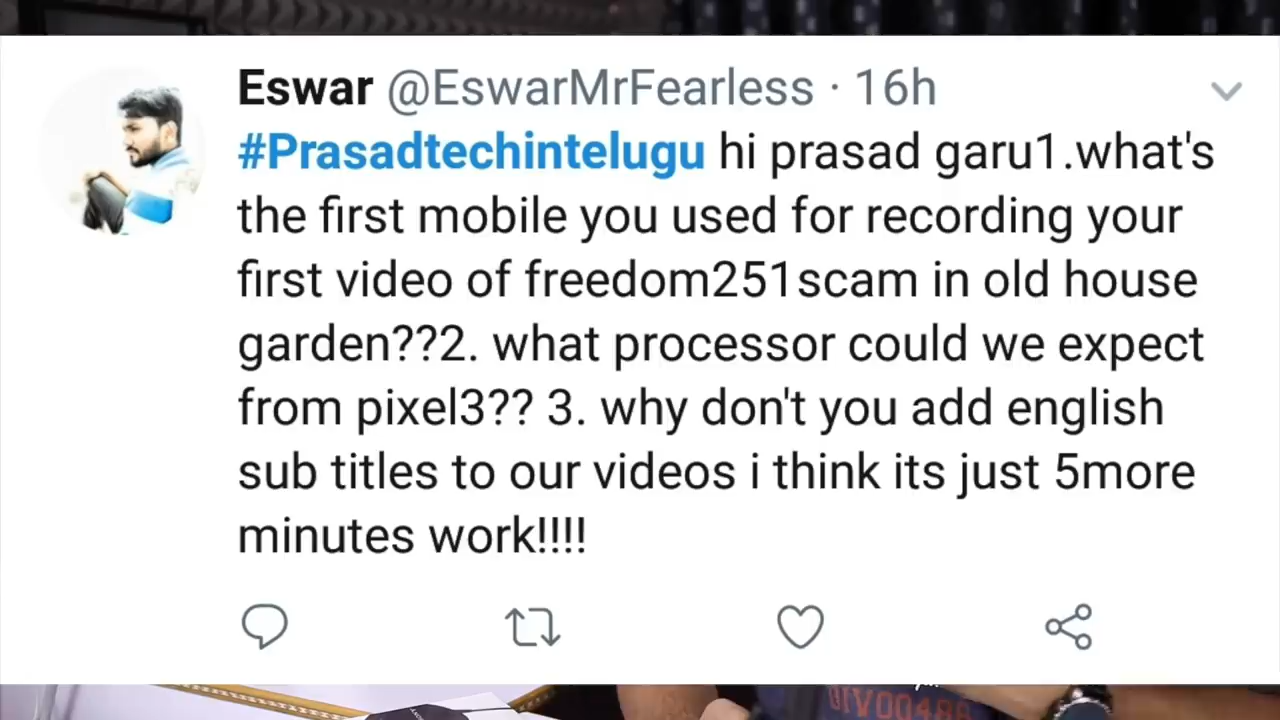 Eswar @EswarMrFearless · 16h
#Prasadtechintelugu hi prasad garu1.what's
the first mobile you used for recording your
first video of freedom251scam in old house
garden??2. what processor could we expect
from pixel3?? 3. why don't you add english
sub titles to our videos i think its just 5more
minutes work!!!!